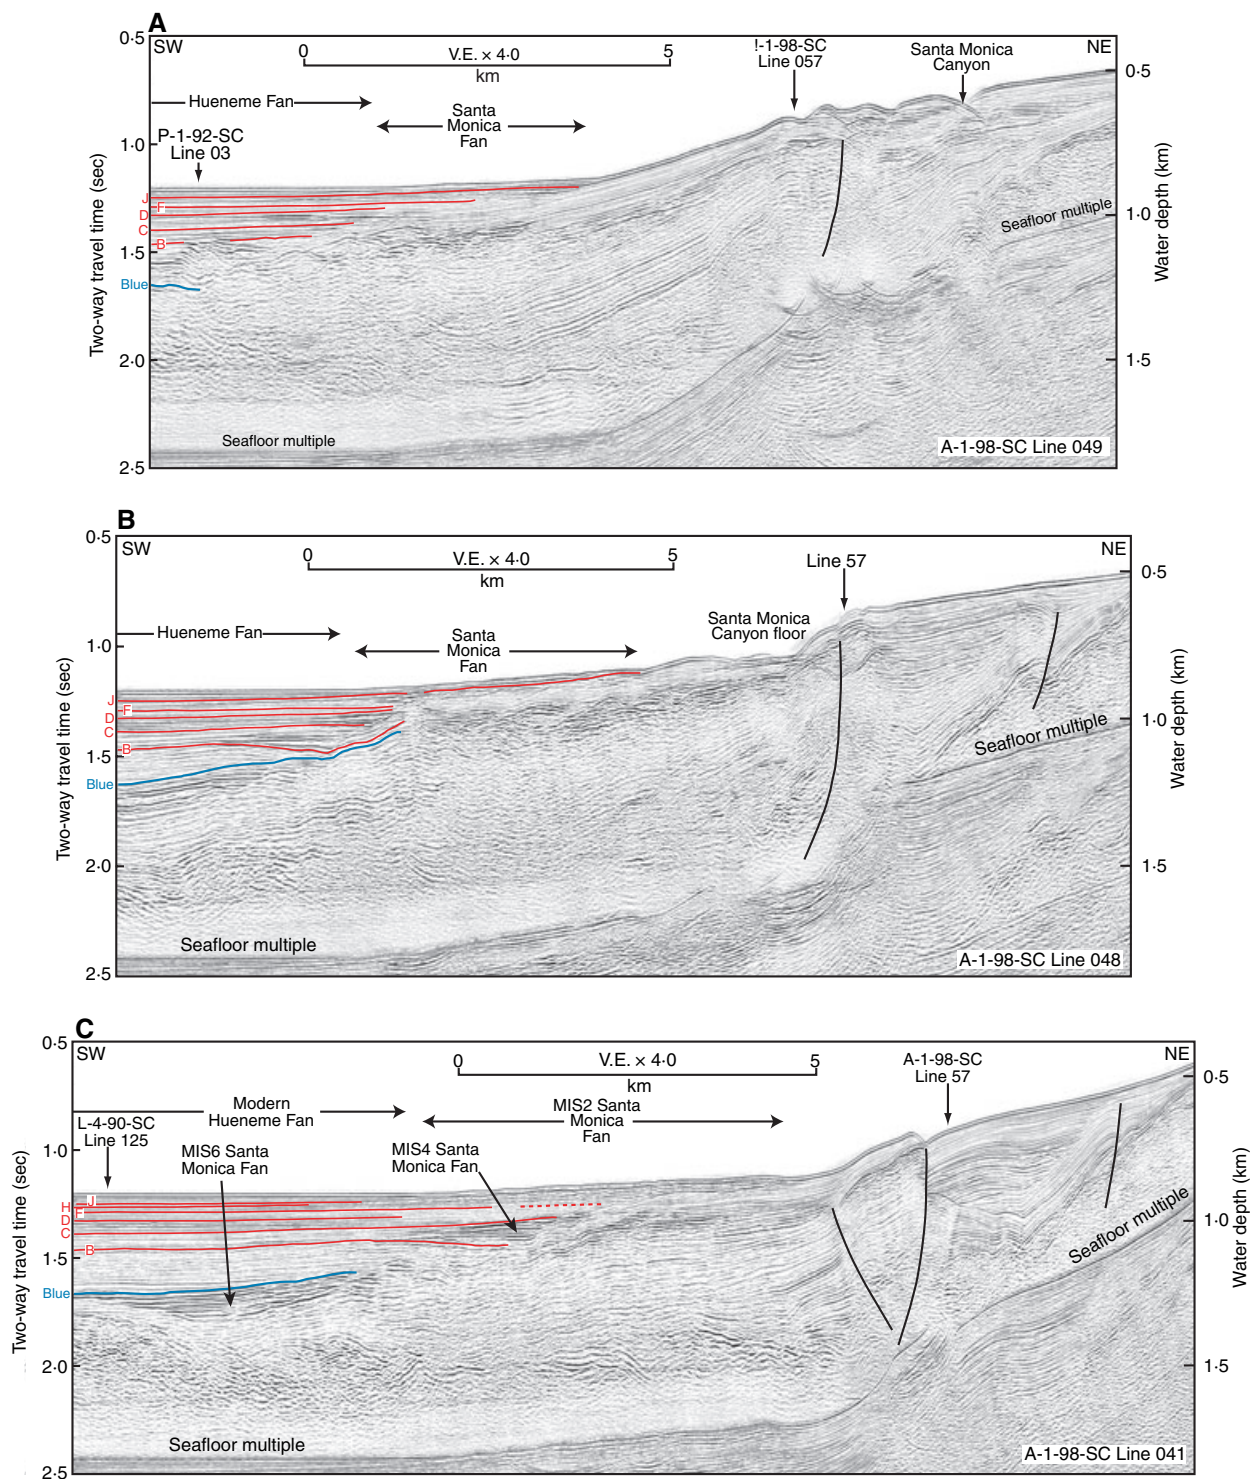 A
SW
NE
0
V.E. × 4·0
5
km
!-1-98-SC
Line 057
Santa Monica
Canyon
Hueneme Fan
Santa
Monica
Fan
P-1-92-SC
Line 03
0·5
1·0
1·5
2·0
2·5
Two-way travel time (sec)
J
F
D
C
B
Blue
Seafloor multiple
Seafloor multiple
0·5
1·0
1·5
Water depth (km)
A-1-98-SC Line 049
B
SW
NE
0
V.E. × 4·0
5
km
Line 57
Hueneme Fan
Santa
Monica
Fan
Santa Monica
Canyon floor
0·5
1·0
1·5
2·0
2·5
Two-way travel time (sec)
J
F
D
C
B
Blue
Seafloor multiple
Seafloor multiple
0·5
1·0
1·5
Water depth (km)
A-1-98-SC Line 048
C
SW
NE
0
V.E. × 4·0
5
km
A-1-98-SC
Line 57
Modern
Hueneme Fan
MIS2 Santa
Monica
Fan
L-4-90-SC
Line 125
MIS6 Santa
Monica Fan
MIS4 Santa
Monica Fan
0·5
1·0
1·5
2·0
2·5
Two-way travel time (sec)
J
H
F
D
C
B
Blue
Seafloor multiple
Seafloor multiple
0·5
1·0
1·5
Water depth (km)
A-1-98-SC Line 041